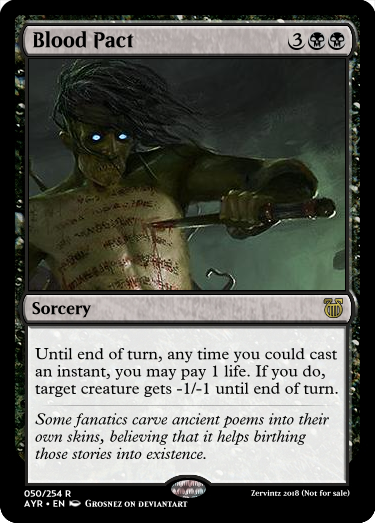 Blood Pact 3
Sorcery
Until end of turn, any time you could cast
an instant, you may pay 1 life. If you do,
target creature gets -1/-1 until end of turn.
Some fanatics carve ancient poems into their
own skins, believing that it helps birthing
those stories into existence.
050/254 R
Zervintz 2018 (Not for sale)
AYR • EN Grosnez on deviantart